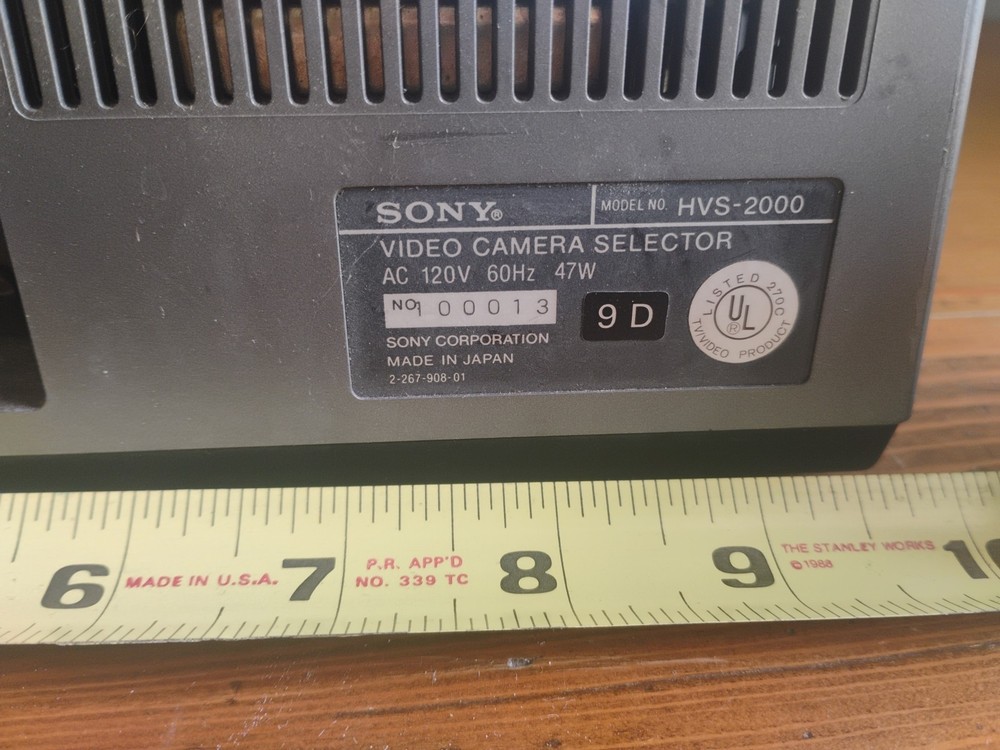 SONY®
MODEL NO. HVS-2000
VIDEO CAMERA SELECTOR
AC 120V 60Hz 47W
NO. 100013
9 D
LISTED 270C
UL®
TV/VIDEO PRODUCT
SONY CORPORATION
MADE IN JAPAN
2-267-908-01
6 MADE IN U.S.A. 7 P.R. APP'D 8 9 THE STANLEY WORKS 10
NO. 339 TC ©1988